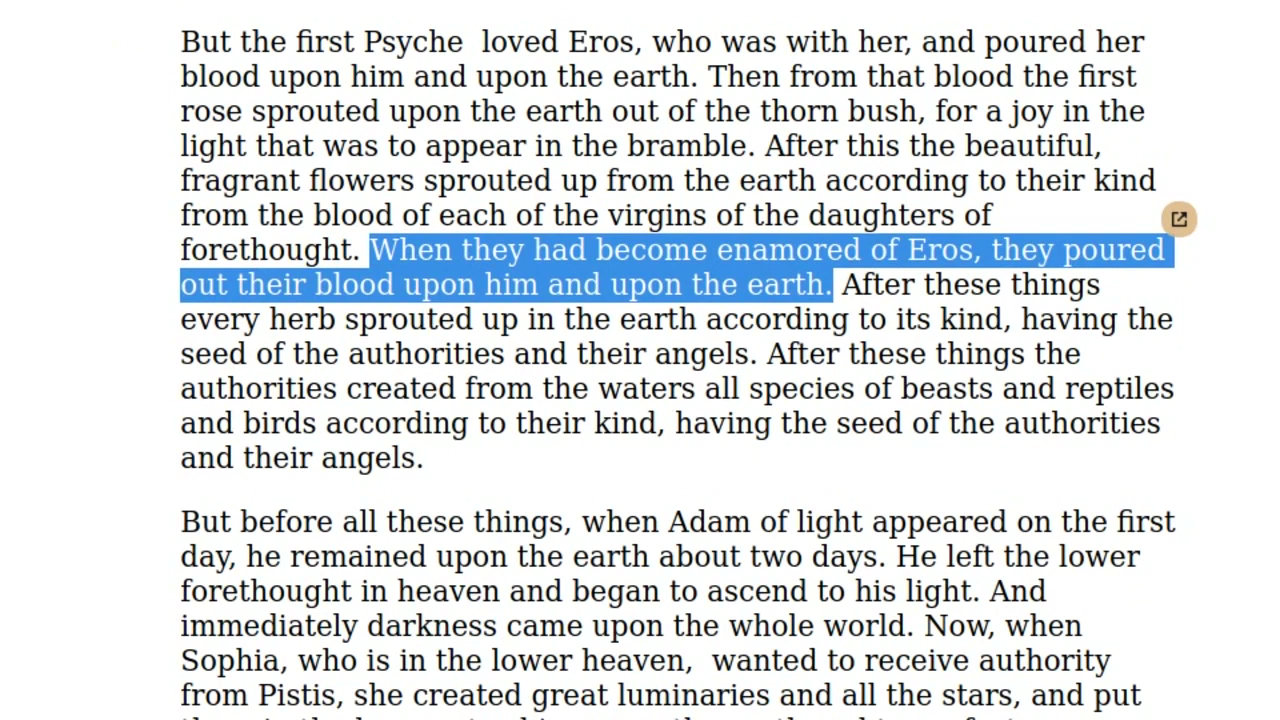 But the first Psyche  loved Eros, who was with her, and poured her
blood upon him and upon the earth. Then from that blood the first
rose sprouted upon the earth out of the thorn bush, for a joy in the
light that was to appear in the bramble. After this the beautiful,
fragrant flowers sprouted up from the earth according to their kind
from the blood of each of the virgins of the daughters of
forethought. When they had become enamored of Eros, they poured
out their blood upon him and upon the earth. After these things
every herb sprouted up in the earth according to its kind, having the
seed of the authorities and their angels. After these things the
authorities created from the waters all species of beasts and reptiles
and birds according to their kind, having the seed of the authorities
and their angels.
But before all these things, when Adam of light appeared on the first
day, he remained upon the earth about two days. He left the lower
forethought in heaven and began to ascend to his light. And
immediately darkness came upon the whole world. Now, when
Sophia, who is in the lower heaven,  wanted to receive authority
from Pistis, she created great luminaries and all the stars, and put